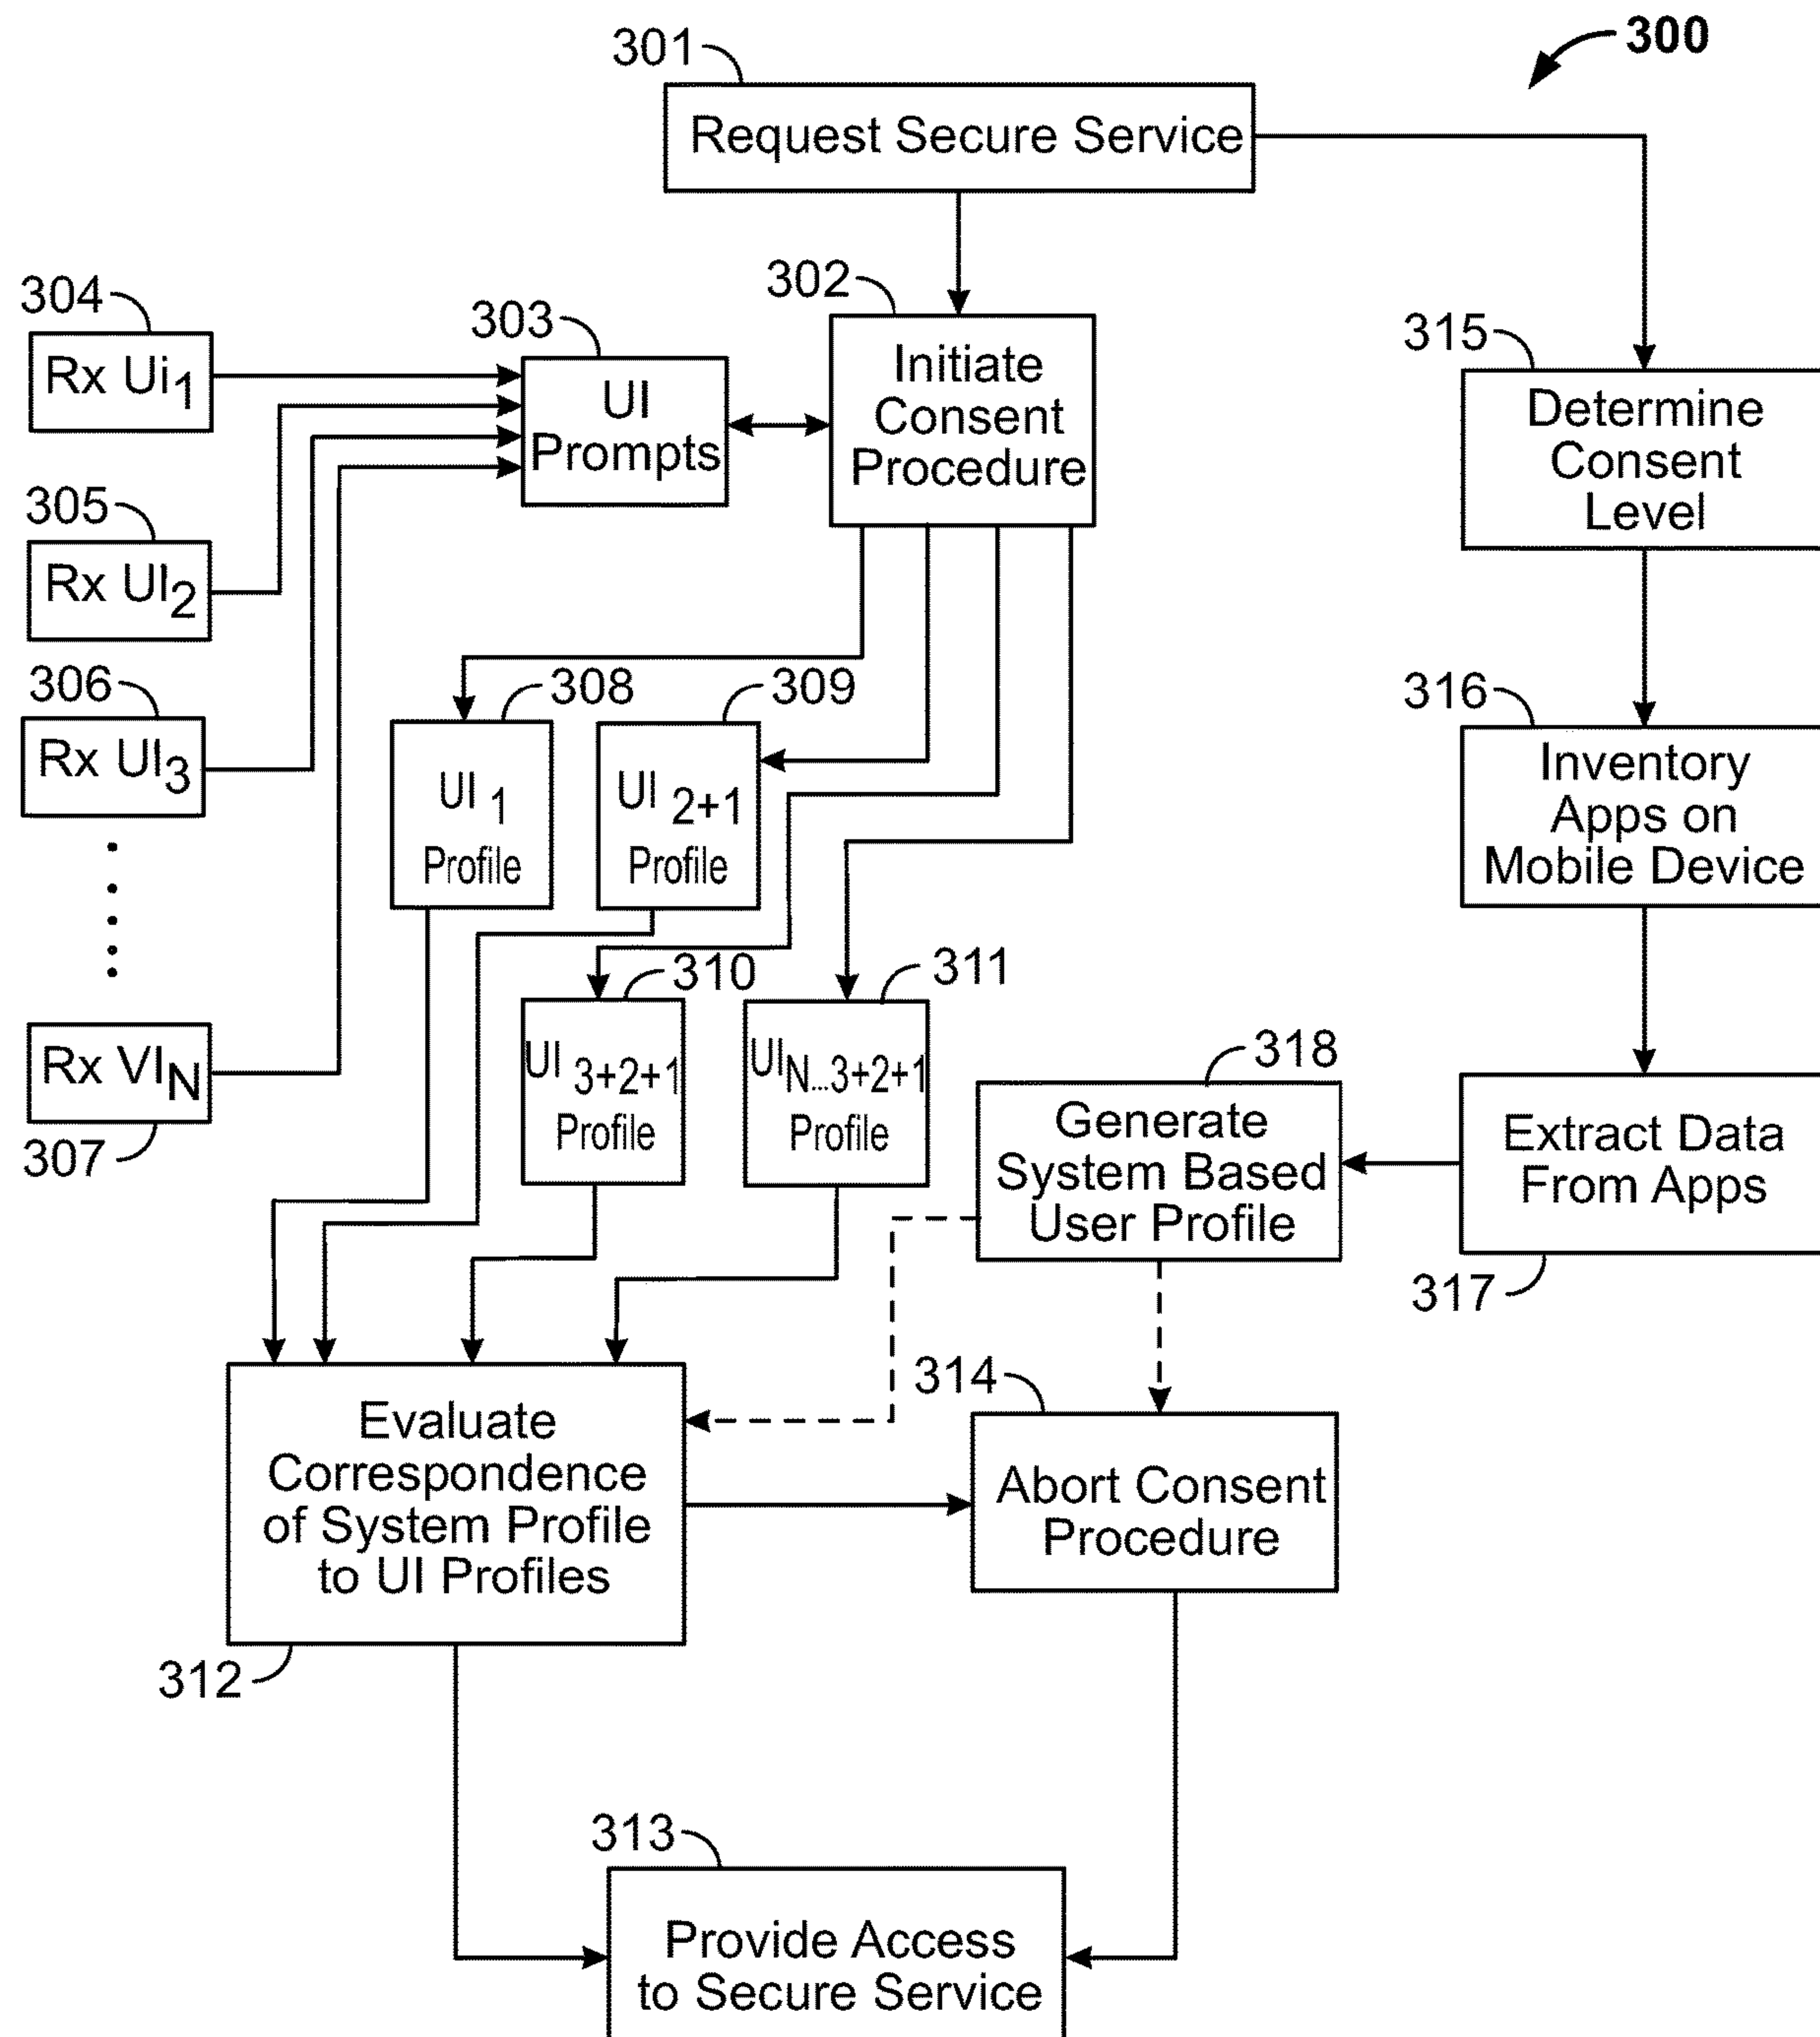 300
301
Request Secure Service
302
Initiate
Consent
Procedure
303
UI
Prompts
304
Rx Ui1
305
Rx UI2
306
Rx UI3
Rx VIN
307
308
UI 1
Profile
309
UI 2+1
Profile
310
UI 3+2+1
Profile
311
UIN...3+2+1
Profile
315
Determine
Consent
Level
316
Inventory
Apps on
Mobile Device
Extract Data
From Apps
317
318
Generate
System Based
User Profile
Evaluate
Correspondence
of System Profile
to UI Profiles
312
314
Abort Consent
Procedure
313
Provide Access
to Secure Service